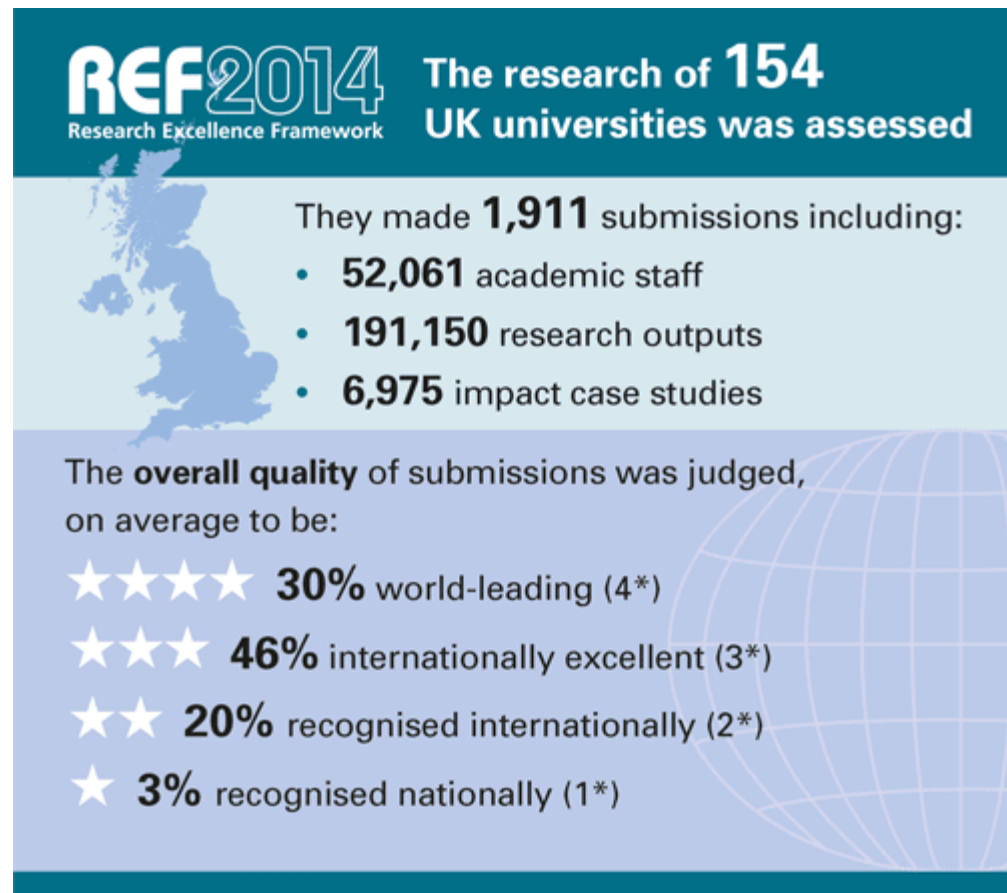 REF2014
Research Excellence Framework
The research of 154
UK universities was assessed
They made 1,911 submissions including:
• 52,061 academic staff
• 191,150 research outputs
• 6,975 impact case studies
The overall quality of submissions was judged,
on average to be:
★★★★ 30% world-leading (4*)
★★★ 46% internationally excellent (3*)
★★ 20% recognised internationally (2*)
★ 3% recognised nationally (1*)